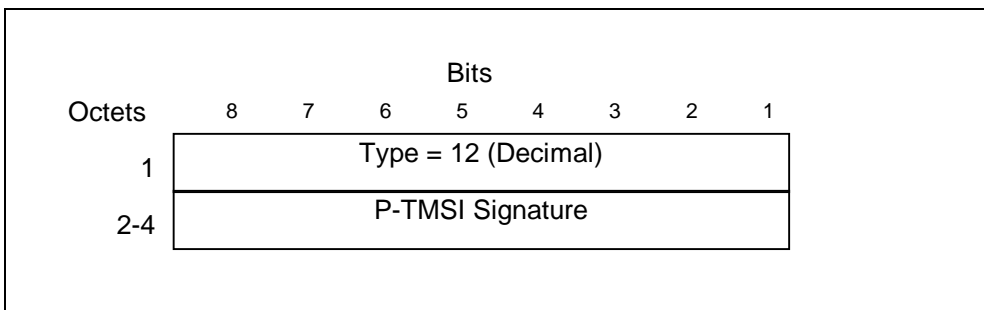 Bits
Octets 8 7 6 5 4 3 2 1
1 Type = 12 (Decimal)
2-4 P-TMSI Signature